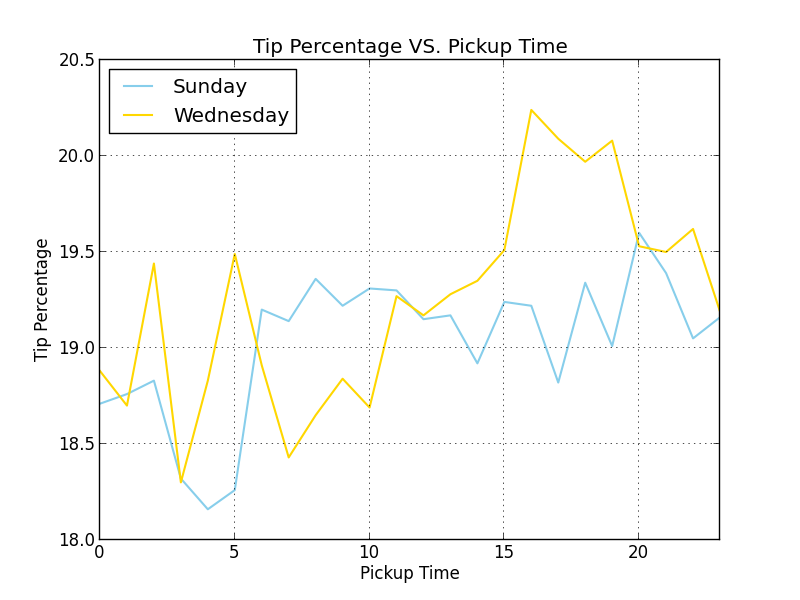 Tip Percentage VS. Pickup Time
Sunday
Wednesday
20.5
20.0
19.5
19.0
18.5
18.0
Tip Percentage
0 5 10 15 20
Pickup Time